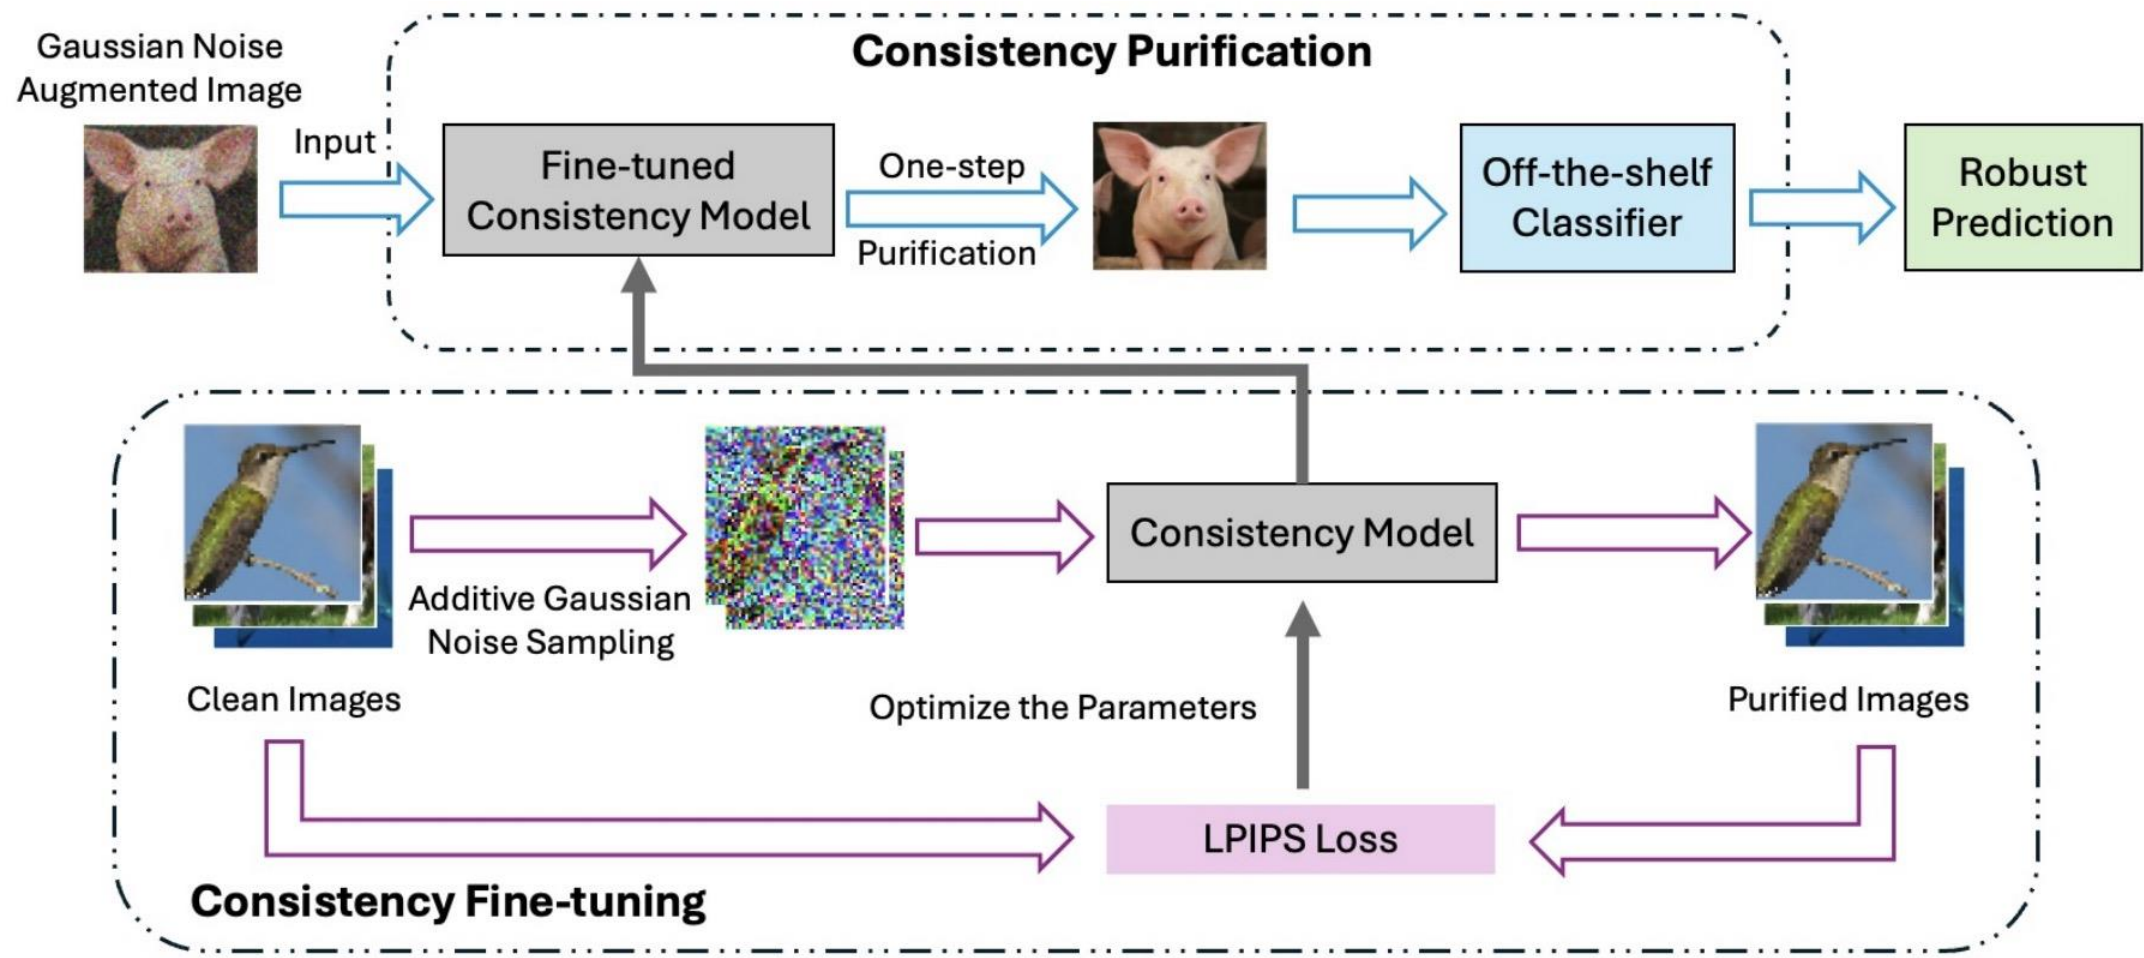 Consistency Purification
Gaussian Noise
Augmented Image
Input
Fine-tuned
Consistency Model
One-step
Purification
Off-the-shelf
Classifier
Robust
Prediction
Additive Gaussian
Noise Sampling
Consistency Model
Clean Images
Purified Images
Optimize the Parameters
LPIPS Loss
Consistency Fine-tuning